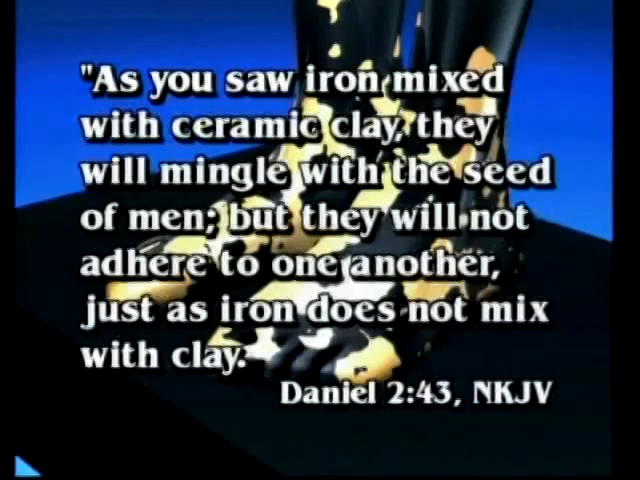 "As you saw iron mixed
with ceramic clay, they
will mingle with the seed
of men; but they will not
adhere to one another,
just as iron does not mix
with clay.
Daniel 2:43, NKJV